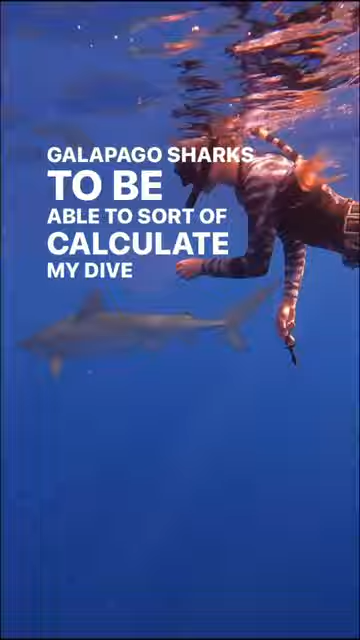 GALAPAGO SHARKS
TO BE
ABLE TO SORT OF
CALCULATE
MY DIVE